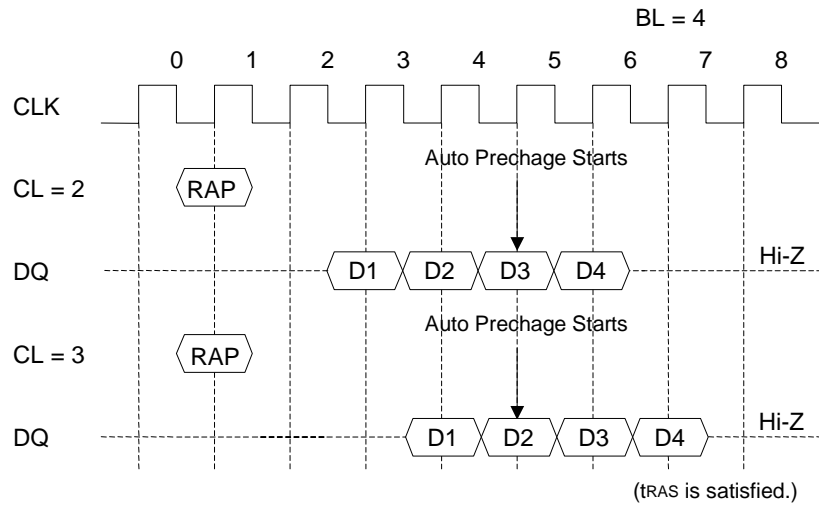 BL = 4
0 1 2 3 4 5 6 7 8
CLK
Auto Prechage Starts
CL = 2 RAP
DQ D1 D2 D3 D4 Hi-Z
Auto Prechage Starts
CL = 3 RAP
DQ D1 D2 D3 D4 Hi-Z
(tRAS is satisfied.)